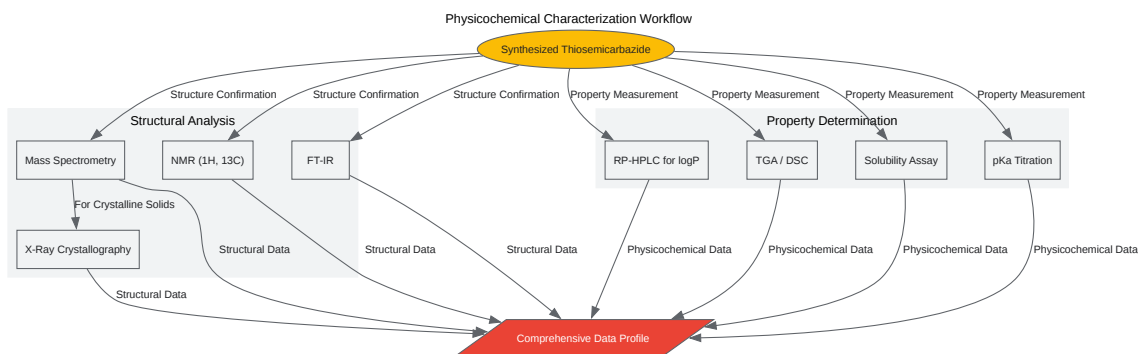 Physicochemical Characterization Workflow
Synthesized Thiosemicarbazide
Structure Confirmation
Structure Confirmation
Structure Confirmation
Property Measurement
Property Measurement
Property Measurement
Property Measurement
Structural Analysis
Property Determination
Mass Spectrometry
NMR (1H, 13C)
FT-IR
RP-HPLC for logP
TGA / DSC
Solubility Assay
pKa Titration
For Crystalline Solids
X-Ray Crystallography
Structural Data
Structural Data
Structural Data
Physicochemical Data
Physicochemical Data
Physicochemical Data
Physicochemical Data
Structural Data
Comprehensive Data Profile